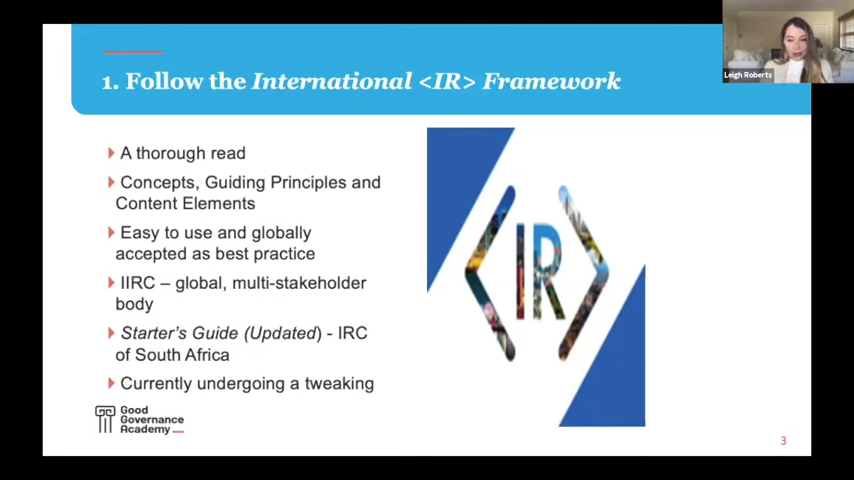 1. Follow the International <IR> Framework
Leigh Roberts
A thorough read
Concepts, Guiding Principles and
Content Elements
Easy to use and globally
accepted as best practice
IIRC – global, multi-stakeholder
body
Starter's Guide (Updated) - IRC
of South Africa
Currently undergoing a tweaking
<IR>
Good
Governance
Academy
3